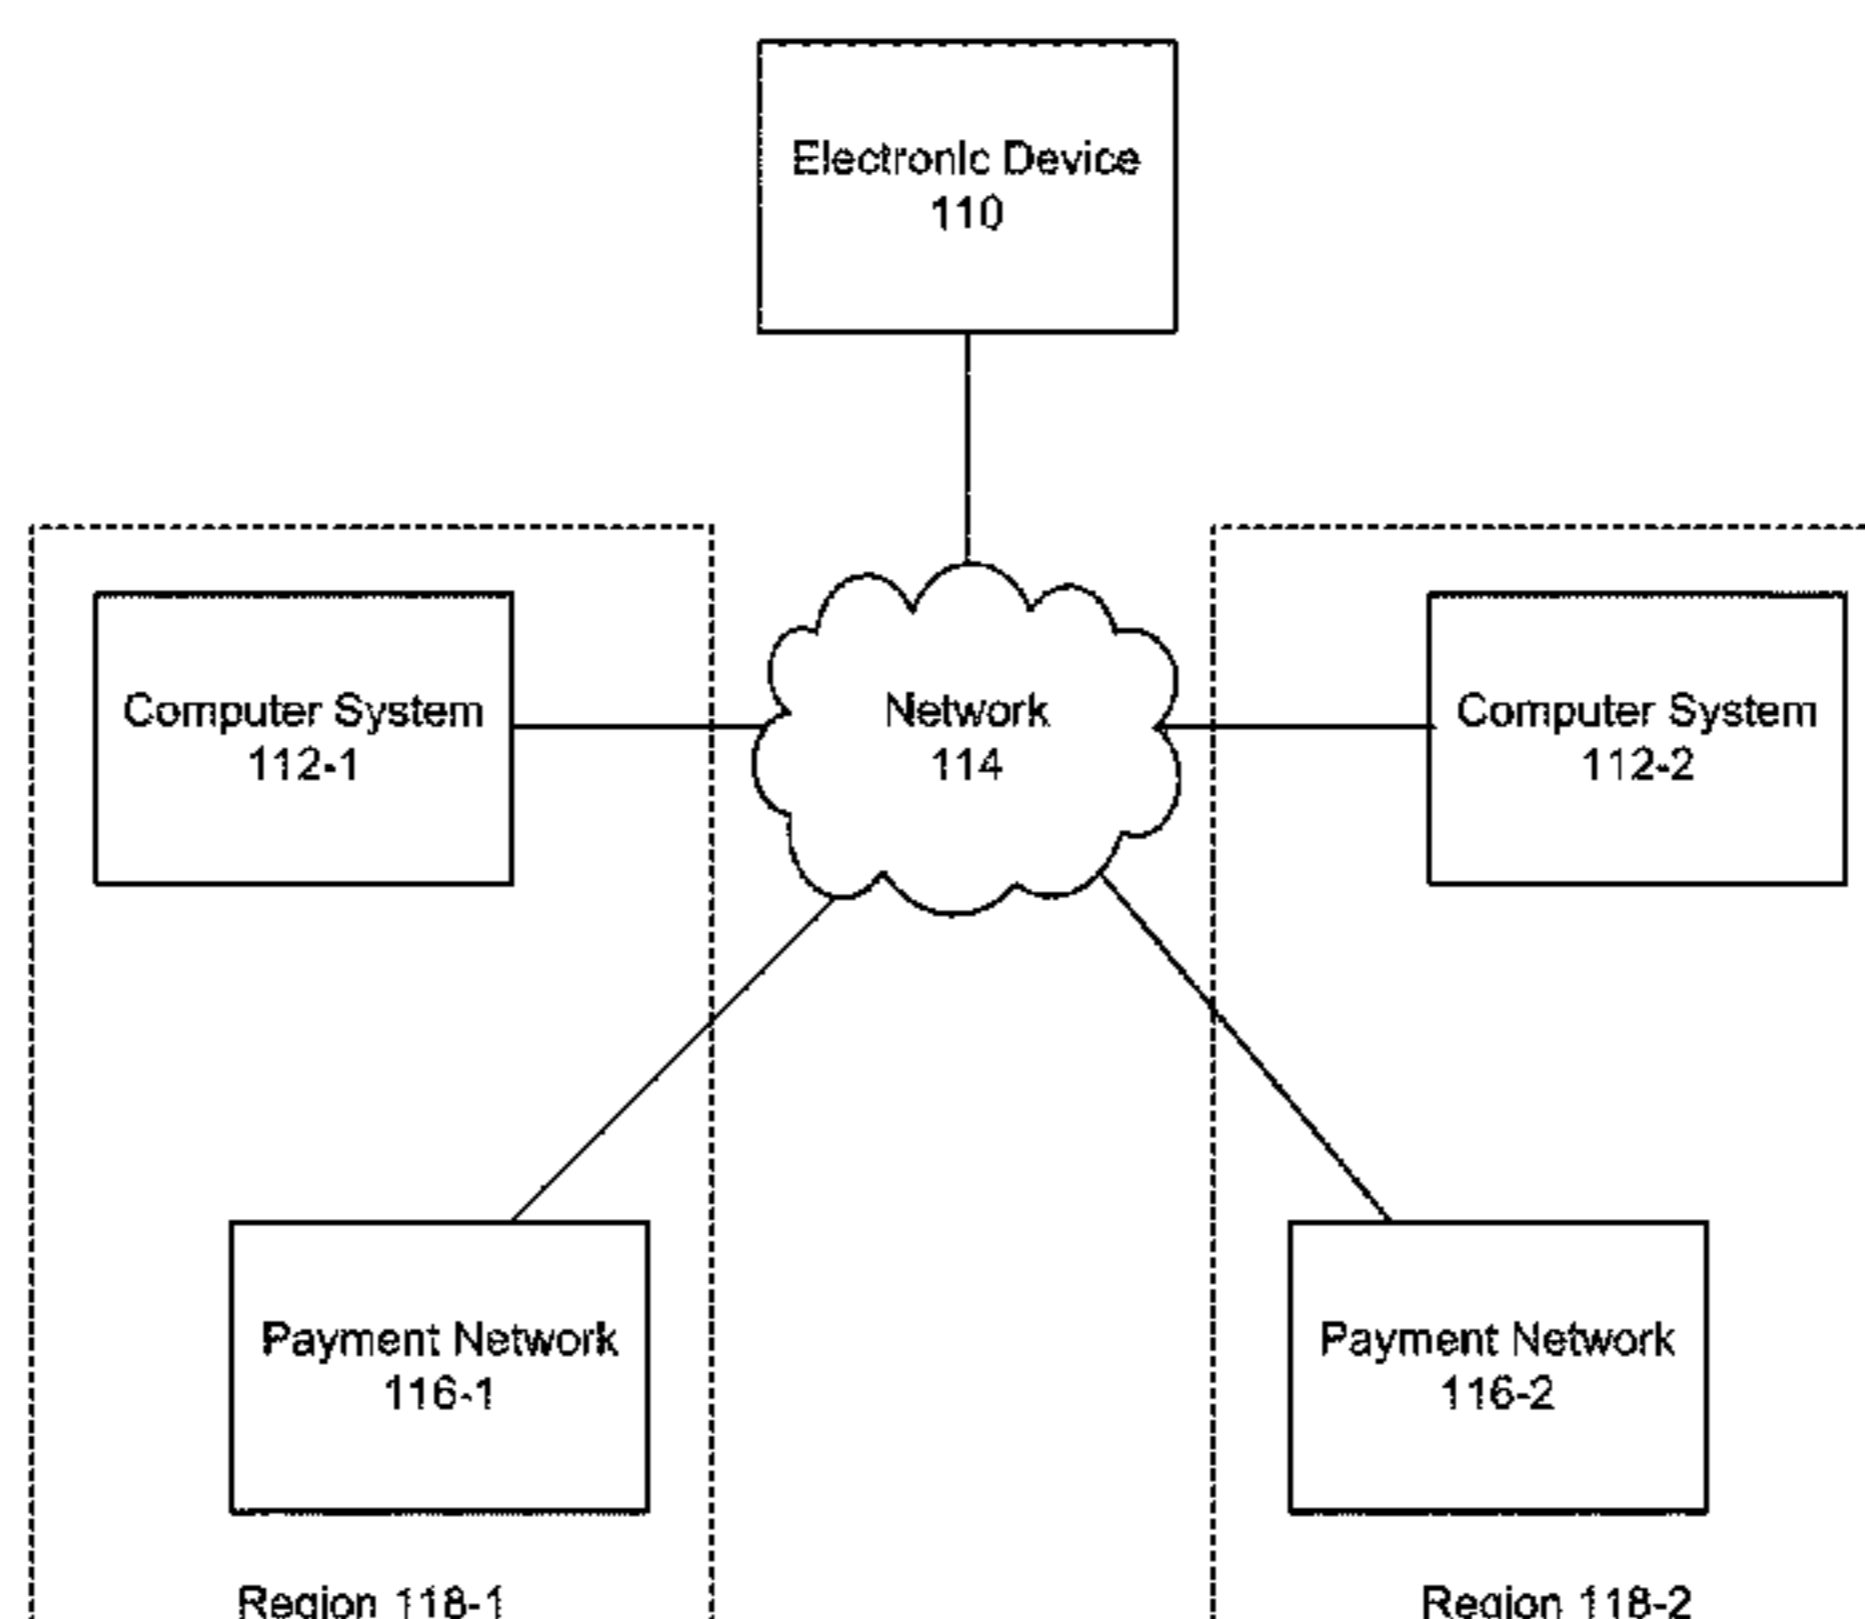 Electronic Device
110
Computer System
112-1
Network
114
Computer System
112-2
Payment Network
116-1
Payment Network
116-2
Region 118-1
Region 118-2